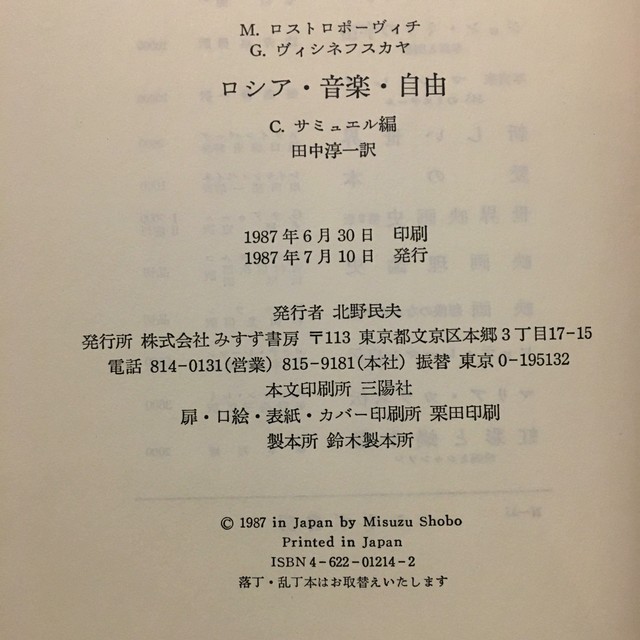 M. ロストロポーヴィチ
G. ヴィシネフスカヤ
ロシア・音楽・自由
C. サミュエル編
田中淳一訳
1987年6月30日 印刷
1987年7月10日 発行
発行者 北野民夫
発行所 株式会社 みすず書房 〒113 東京都文京区本郷3丁目17-15
電話 814-0131(営業) 815-9181(本社) 振替 東京0-195132
本文印刷所 三陽社
扉・口絵・表紙・カバー印刷所 栗田印刷
製本所 鈴木製本所
© 1987 in Japan by Misuzu Shobo
Printed in Japan
ISBN 4-622-01214-2
落丁・乱丁本はお取替えいたします